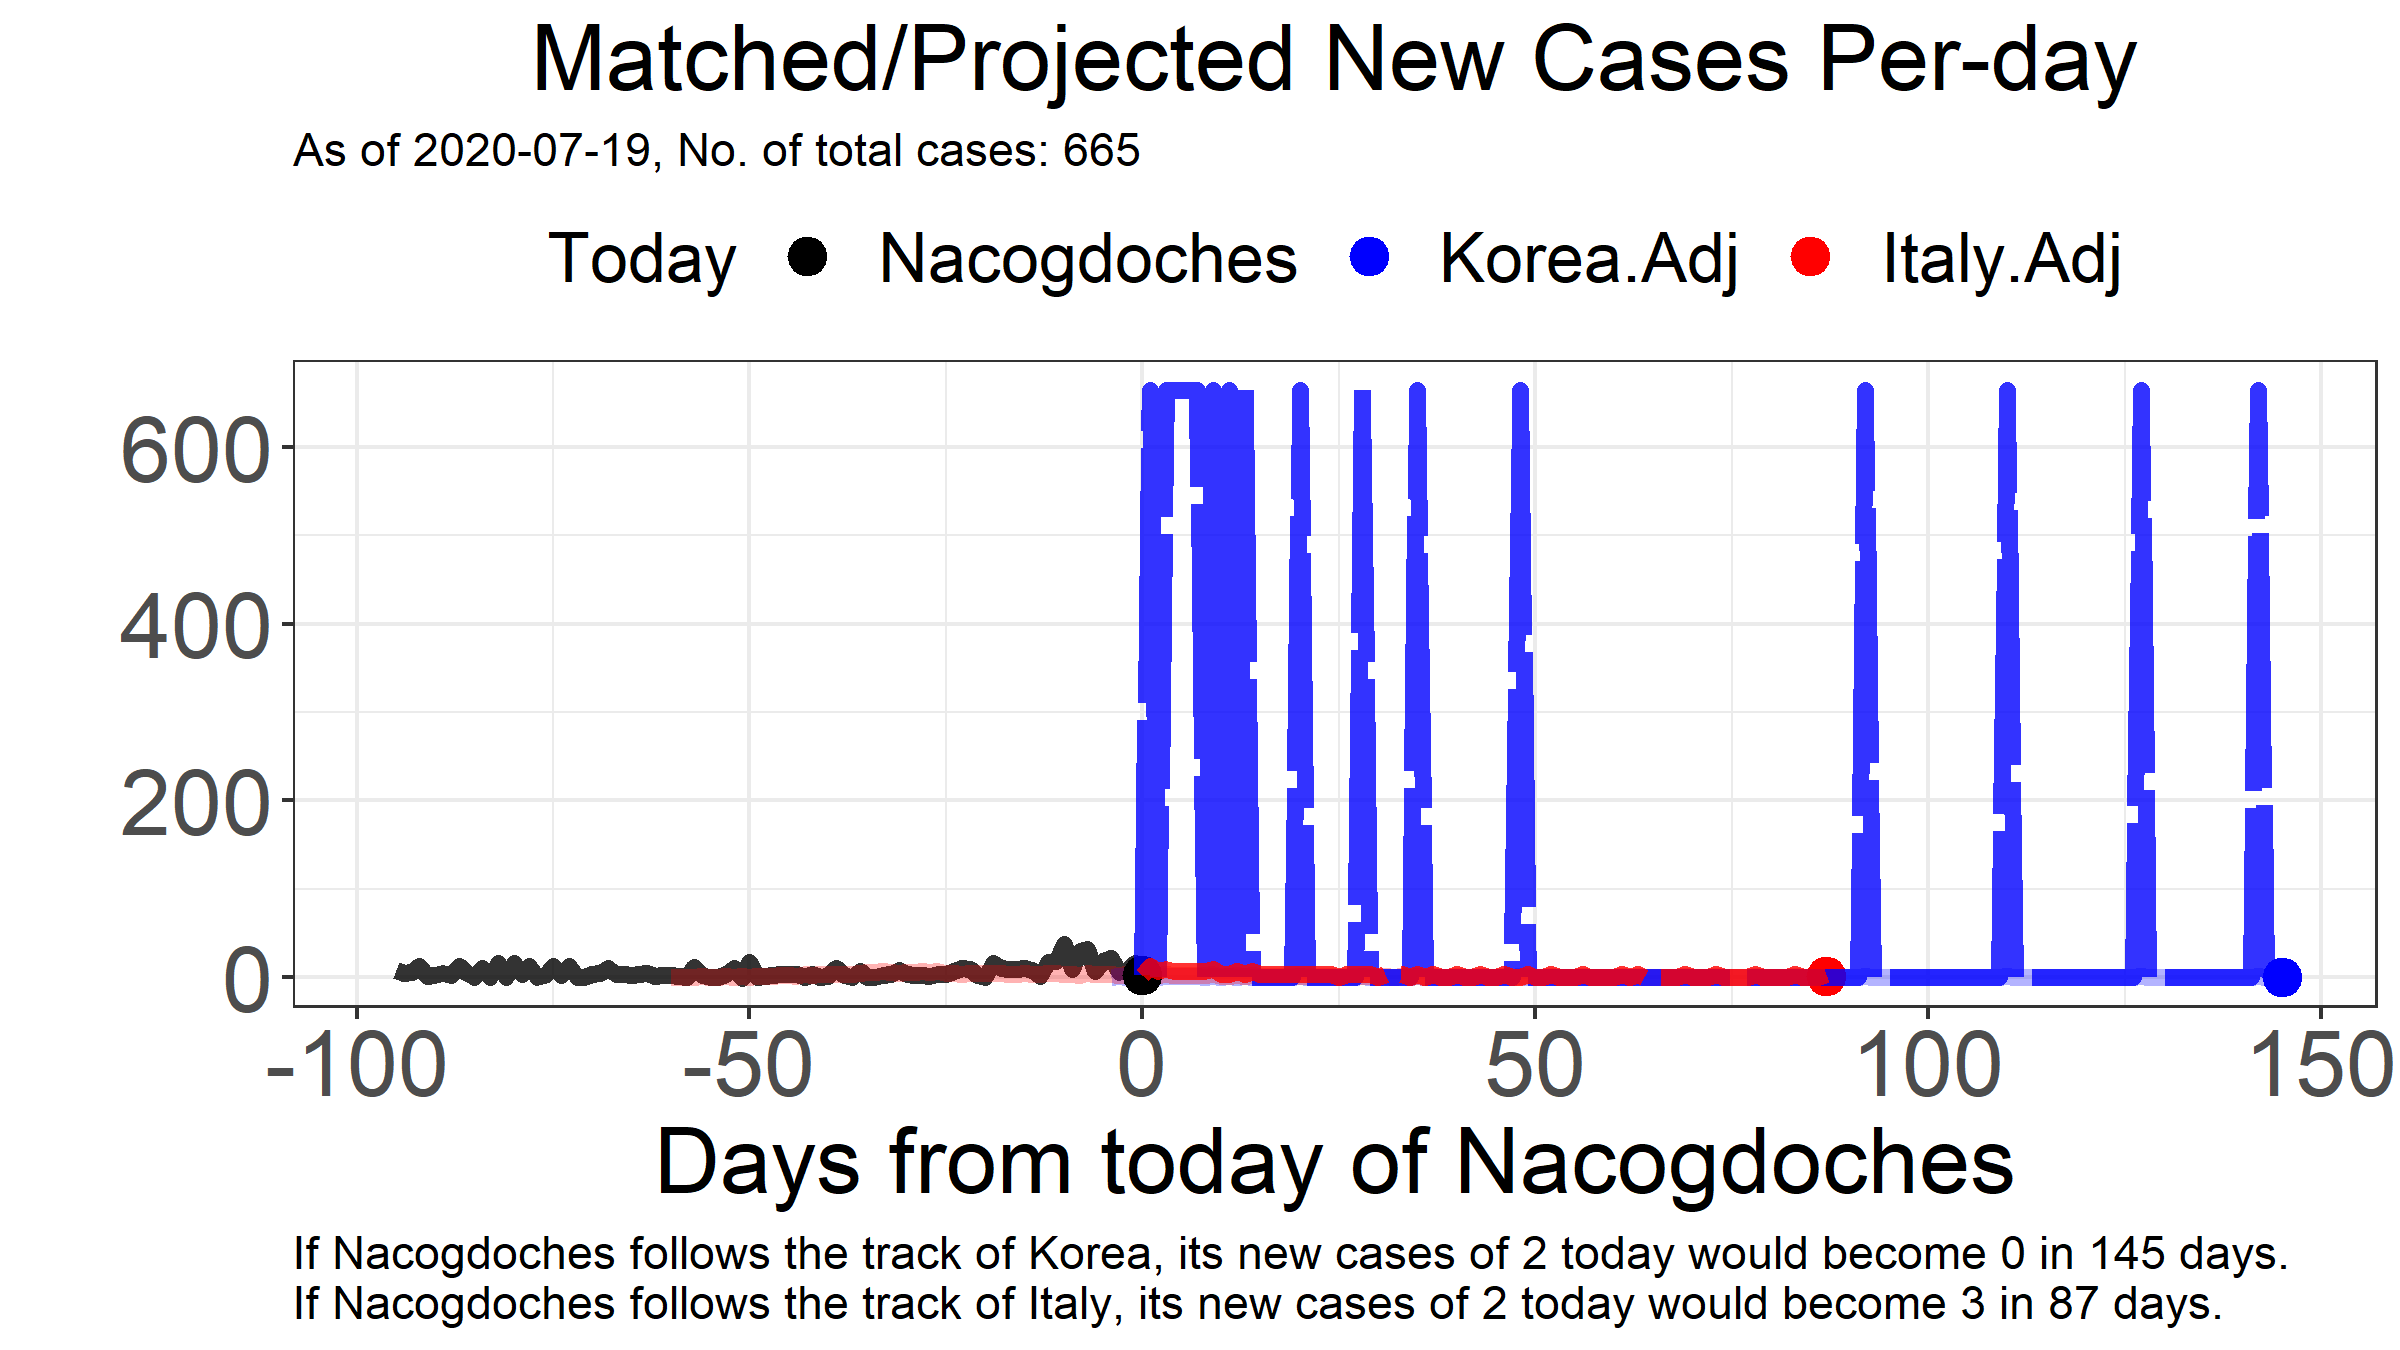 Matched/Projected New Cases Per-day
As of 2020-07-19, No. of total cases: 665
Today Nacogdoches Korea.Adj Italy.Adj
600
400
200
0
-100 -50 0 50 100 150
Days from today of Nacogdoches
If Nacogdoches follows the track of Korea, its new cases of 2 today would become 0 in 145 days.
If Nacogdoches follows the track of Italy, its new cases of 2 today would become 3 in 87 days.